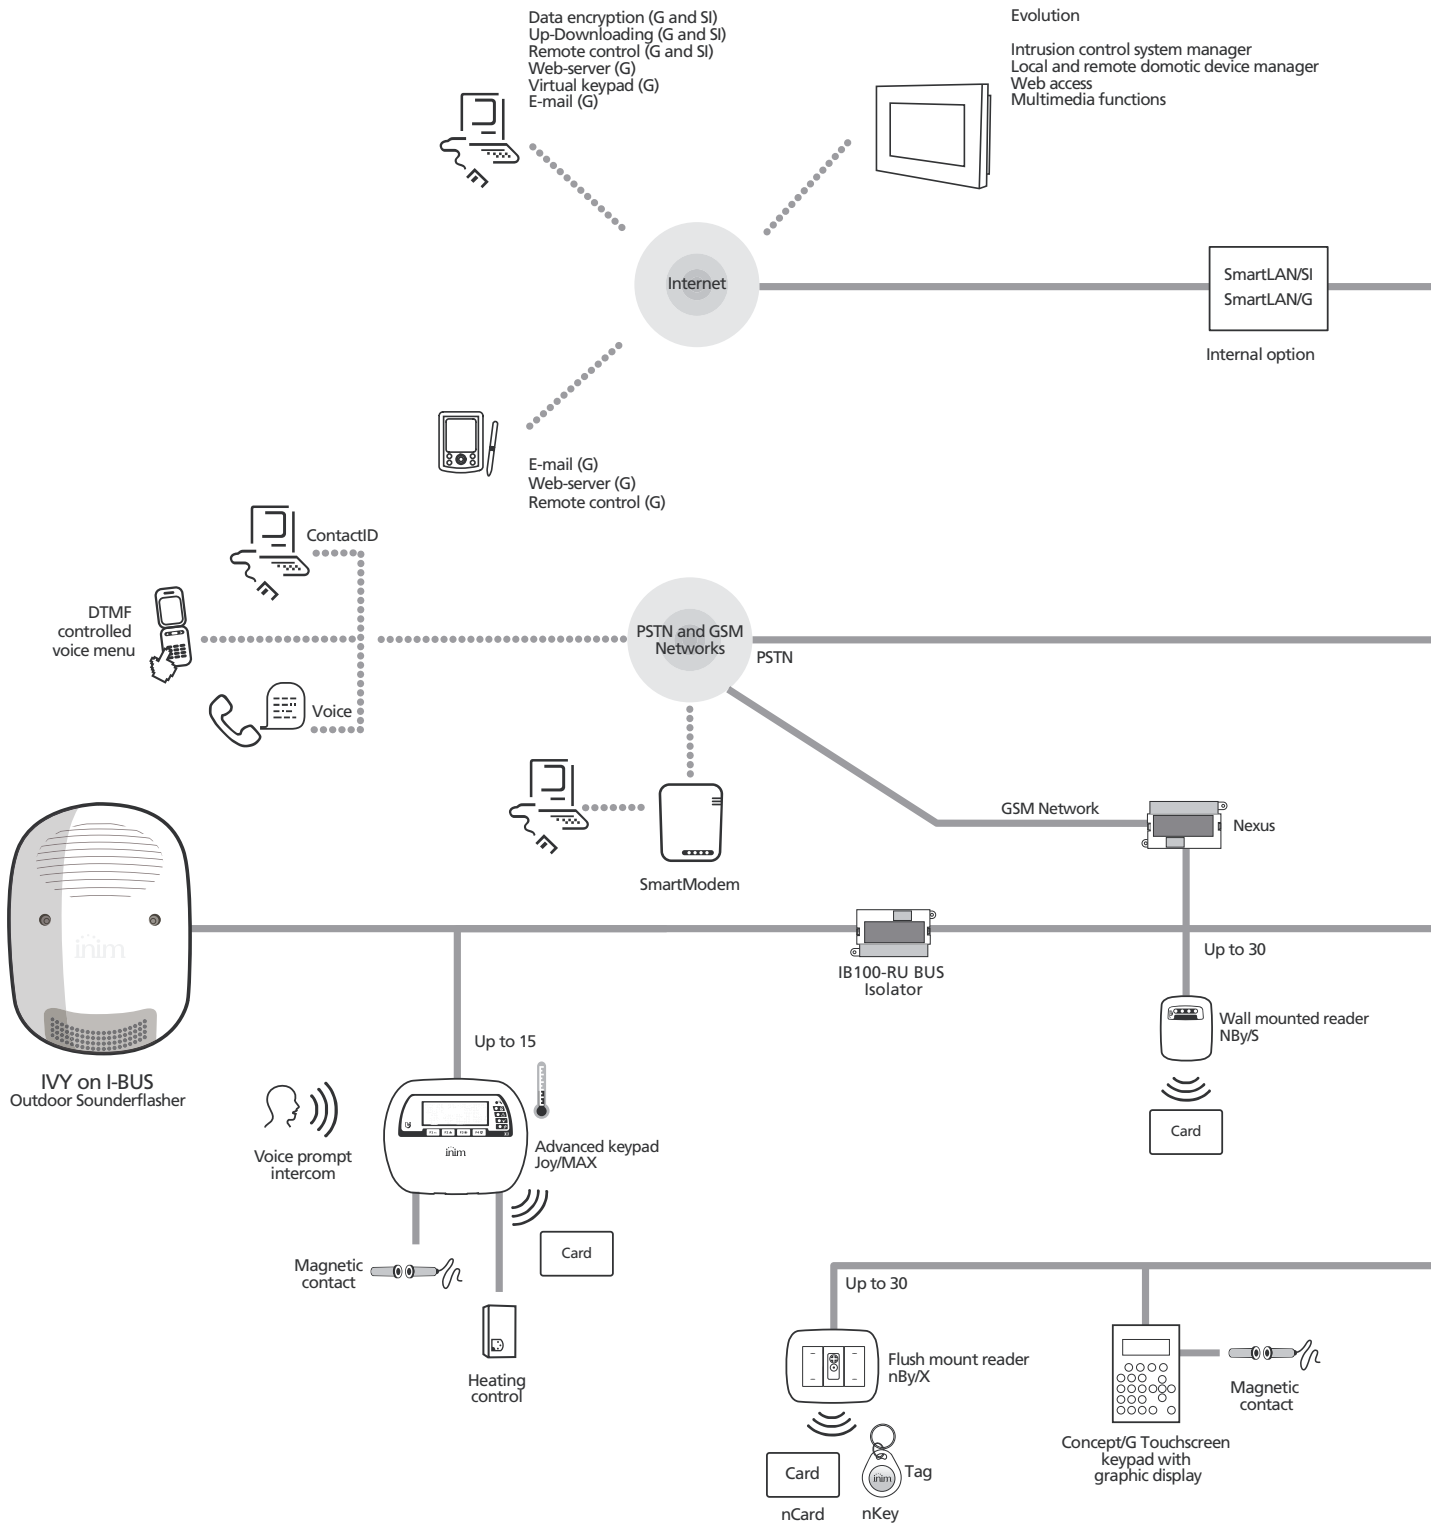 Data encryption (G and SI)
Up-Downloading (G and SI)
Remote control (G and SI)
Web-server (G)
Virtual keypad (G)
E-mail (G)
Evolution
Intrusion control system manager
Local and remote domotic device manager
Web access
Multimedia functions
Internet
SmartLAN/SI
SmartLAN/G
Internal option
E-mail (G)
Web-server (G)
Remote control (G)
ContactID
DTMF
controlled
voice menu
Voice
PSTN and GSM
Networks
PSTN
GSM Network
Nexus
SmartModem
inim
IVY on I-BUS
Outdoor Sounderflasher
IB100-RU BUS
Isolator
Up to 30
Wall mounted reader
NBy/S
Card
Up to 15
Voice prompt
intercom
inim
Advanced keypad
Joy/MAX
Card
Magnetic
contact
Heating
control
Up to 30
Flush mount reader
nBy/X
Card
nCard
inim
Tag
nKey
Magnetic
contact
Concept/G Touchscreen
keypad with
graphic display